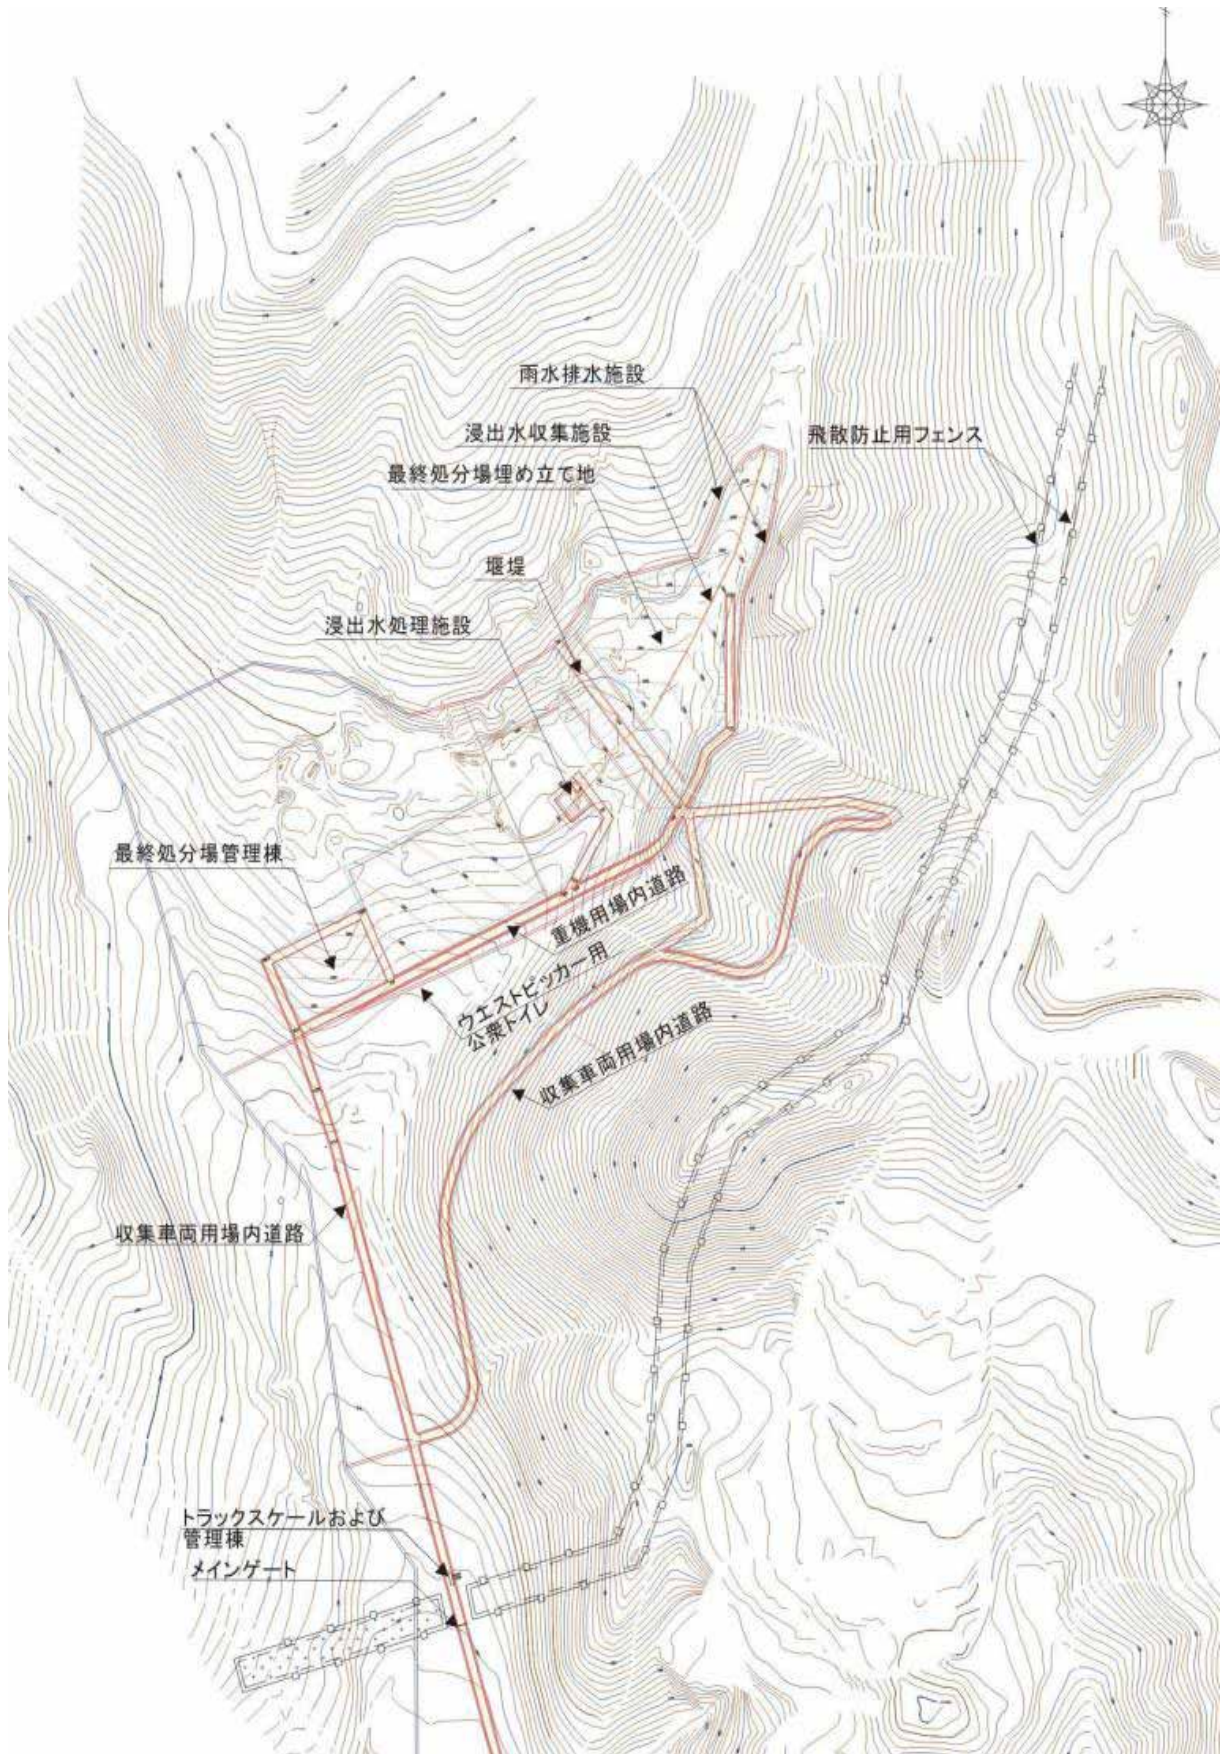 雨水排水施設
浸出水収集施設
飛散防止用フェンス
最終処分場埋め立て地
堰堤
浸出水処理施設
最終処分場管理棟
重機用場内道路
ウエストピッカー用
公衆トイレ
収集車両用場内道路
収集車両用場内道路
トラックスケールおよび
管理棟
メインゲート